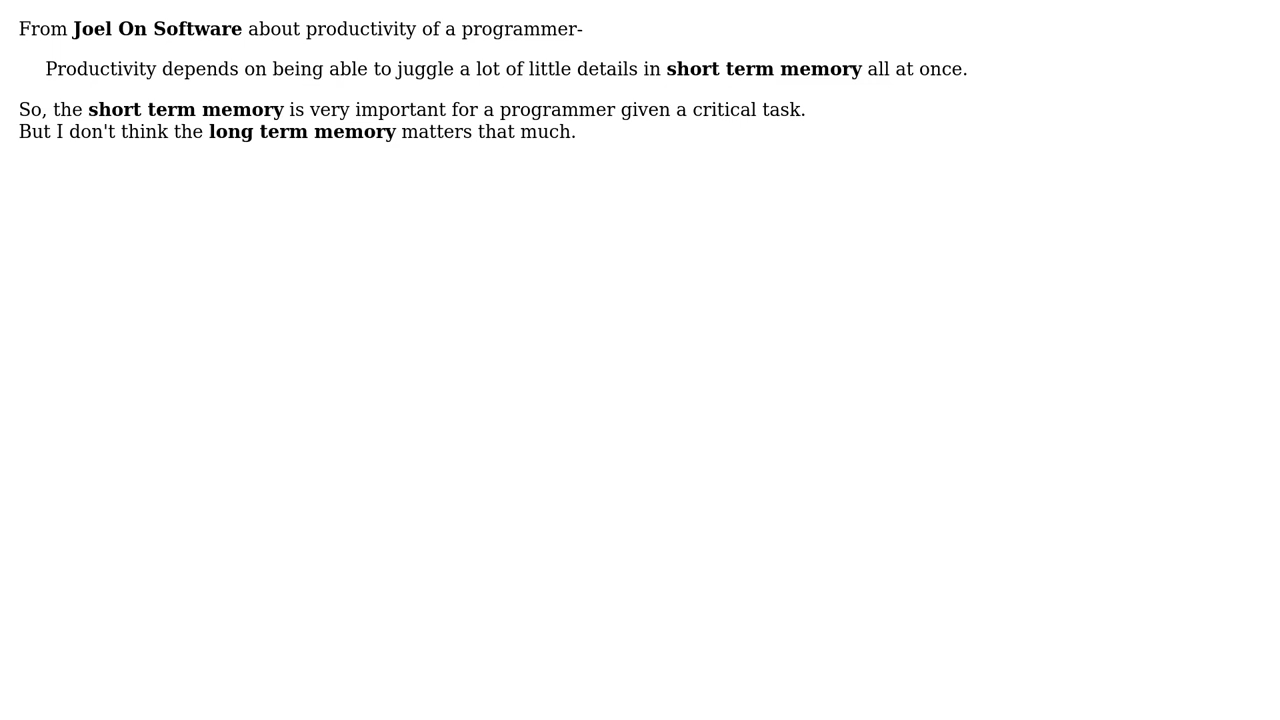 From Joel On Software about productivity of a programmer-
Productivity depends on being able to juggle a lot of little details in short term memory all at once.
So, the short term memory is very important for a programmer given a critical task.
But I don't think the long term memory matters that much.